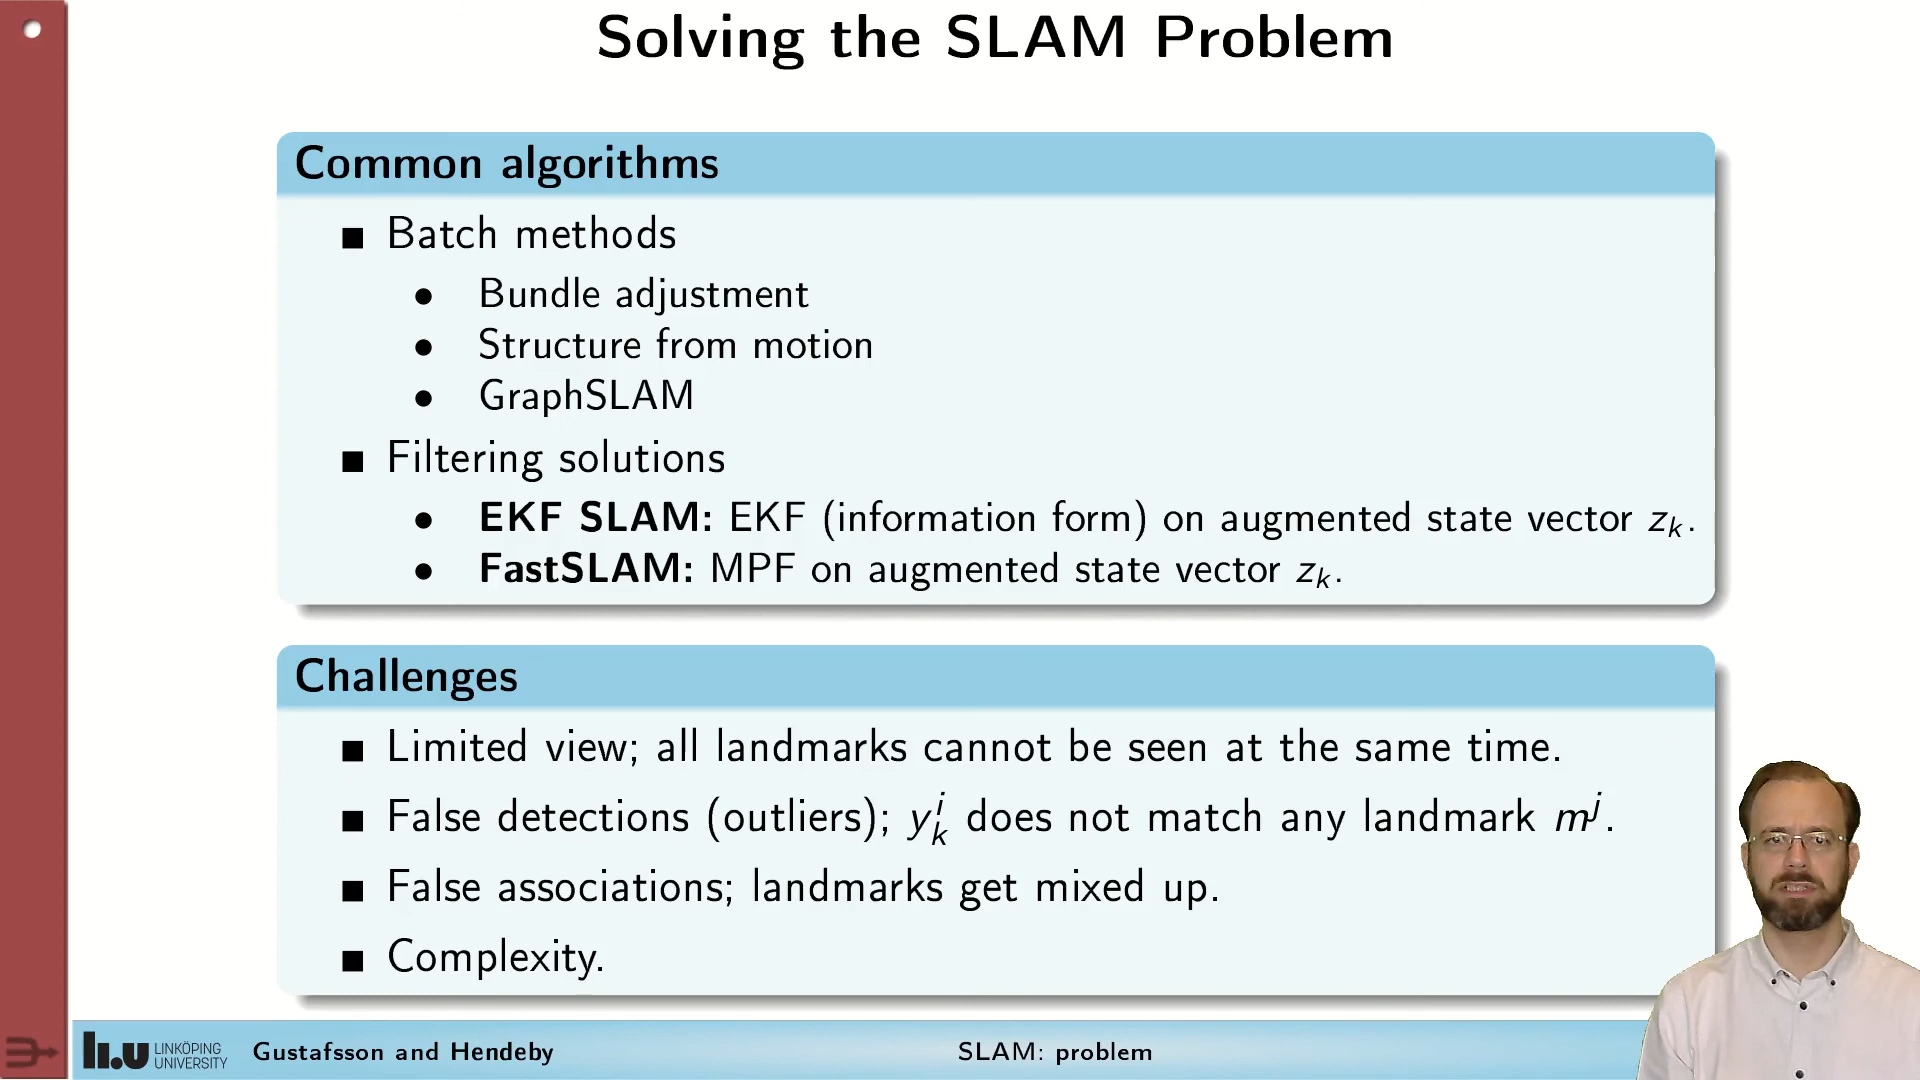 Solving the SLAM Problem
Common algorithms
■ Batch methods
• Bundle adjustment
• Structure from motion
• GraphSLAM
■ Filtering solutions
• EKF SLAM: EKF (information form) on augmented state vector z_k.
• FastSLAM: MPF on augmented state vector z_k.
Challenges
■ Limited view; all landmarks cannot be seen at the same time.
■ False detections (outliers); y_k^i does not match any landmark m^j.
■ False associations; landmarks get mixed up.
■ Complexity.
li.u LINKÖPING UNIVERSITY
Gustafsson and Hendeby
SLAM: problem